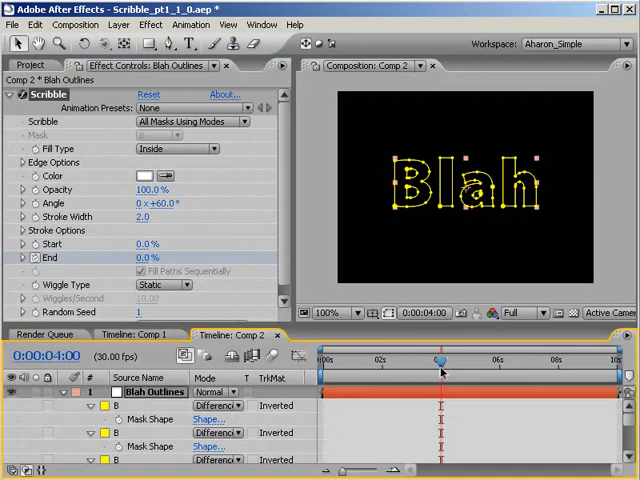 Adobe After Effects - Scribble_pt1_1_0.aep *
File Edit Composition Layer Effect Animation View Window Help
Workspace: Aharon_Simple
Project Effect Controls: Blah Outlines
Composition: Comp 2
Comp 2 * Blah Outlines
Scribble Reset About...
Animation Presets: None
Scribble All Masks Using Modes
Mask B
Fill Type Inside
Edge Options
Color
Opacity 100.0 %
Angle 0 x+60.0 °
Stroke Width 2.0
Stroke Options
Start 0.0 %
End 0.0 %
Fill Paths Sequentially
Wiggle Type Static
Wiggles/Second 10.00
Random Seed 1
Blah
100% 0:00:04:00 Full Active Camer
Render Queue Timeline: Comp 1 Timeline: Comp 2
0:00:04:00 (30.00 fps)
02s 06s 08s 10s
# Source Name Mode T TrkMat
1 Blah Outlines Normal
B Differenc Inverted
Mask Shape Shape...
B Differenc Inverted
Mask Shape Shape...
B Differenc Inverted